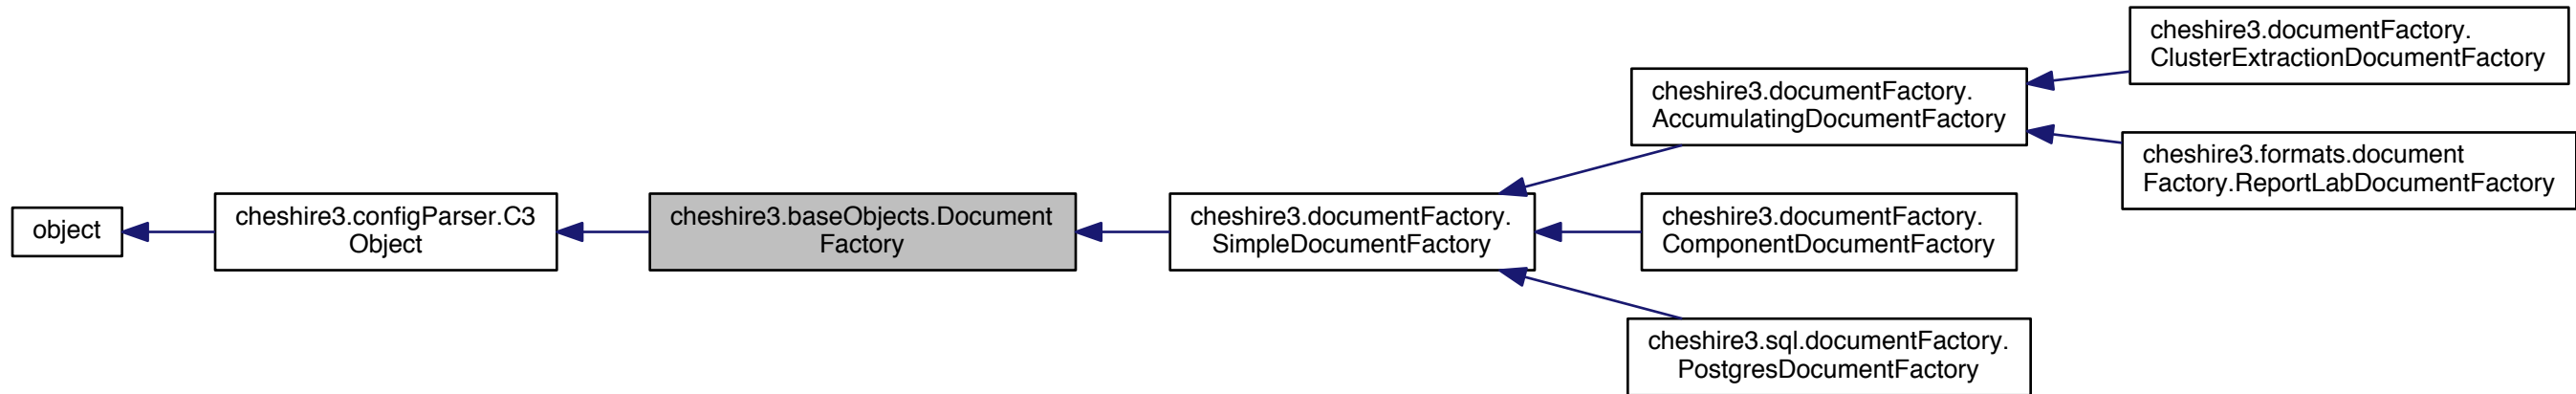 object
cheshire3.configParser.C3
Object
cheshire3.baseObjects.Document
Factory
cheshire3.documentFactory.
SimpleDocumentFactory
cheshire3.documentFactory.
AccumulatingDocumentFactory
cheshire3.documentFactory.
ClusterExtractionDocumentFactory
cheshire3.formats.document
Factory.ReportLabDocumentFactory
cheshire3.documentFactory.
ComponentDocumentFactory
cheshire3.sql.documentFactory.
PostgresDocumentFactory